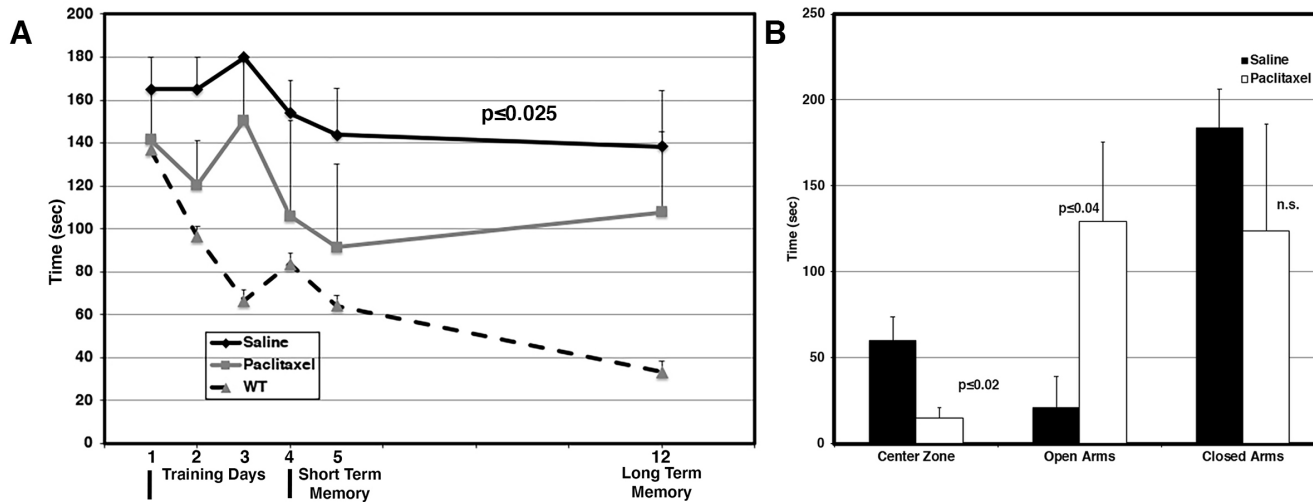 A
200
180
160
140
120
100
80
60
40
20
0
Time (sec)
p≤0.025
Saline
Paclitaxel
WT
1 2 3 4 5 12
Training Days
Short Term
Memory
Long Term
Memory
B
250
200
150
100
50
0
Time (sec)
Saline
Paclitaxel
p≤0.02
p≤0.04
n.s.
Center Zone Open Arms Closed Arms